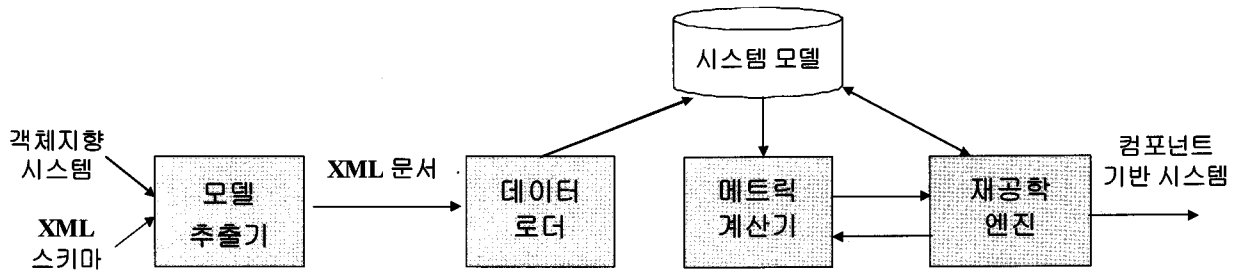 시스템 모델
객체지향
시스템
XML
스키마
모델
추출기
XML 문서
데이터
로더
메트릭
계산기
재공학
엔진
컴포넌트
기반 시스템